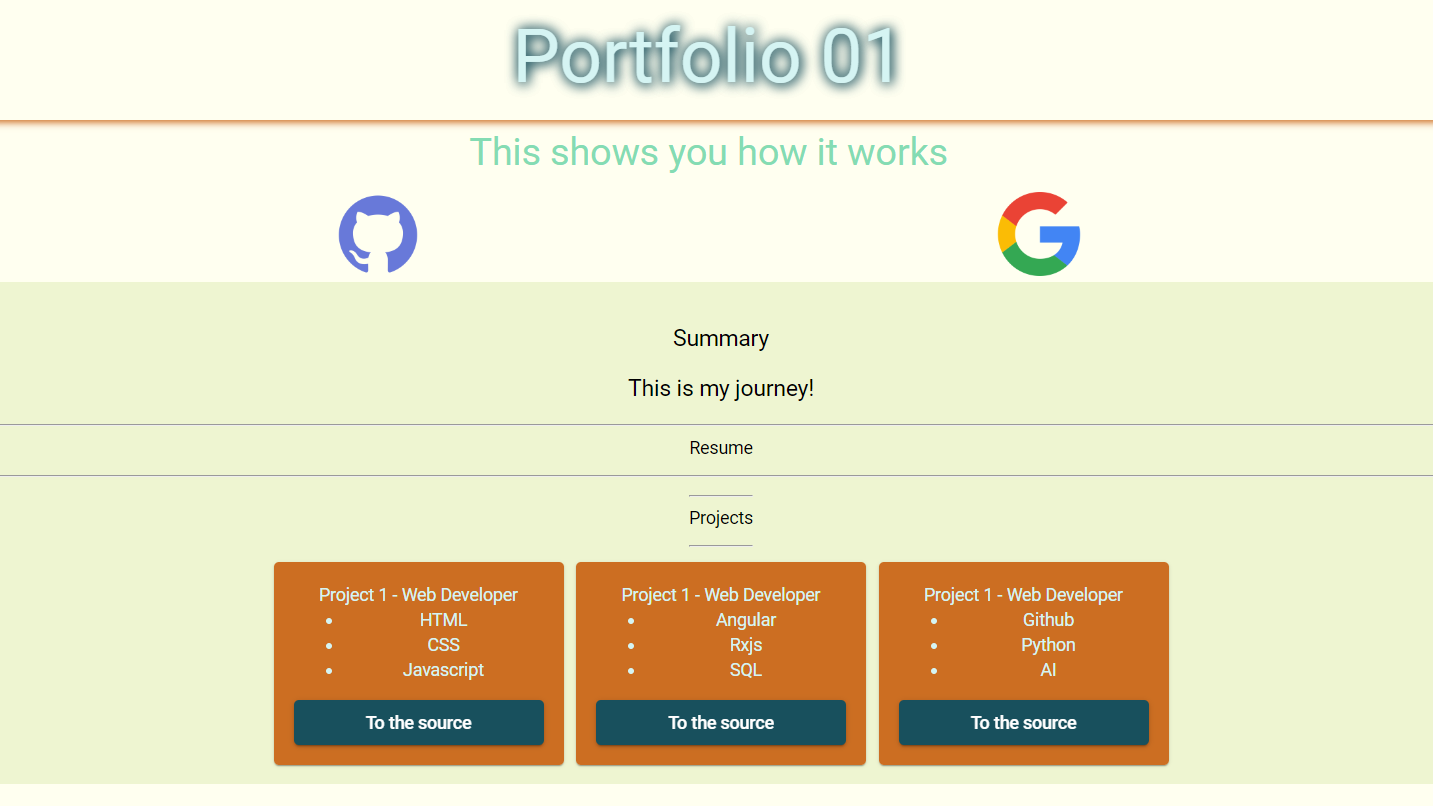 Portfolio 01
This shows you how it works
Summary
This is my journey!
Resume
Projects
Project 1 - Web Developer
HTML
CSS
Javascript
To the source
Project 1 - Web Developer
Angular
Rxjs
SQL
To the source
Project 1 - Web Developer
Github
Python
AI
To the source